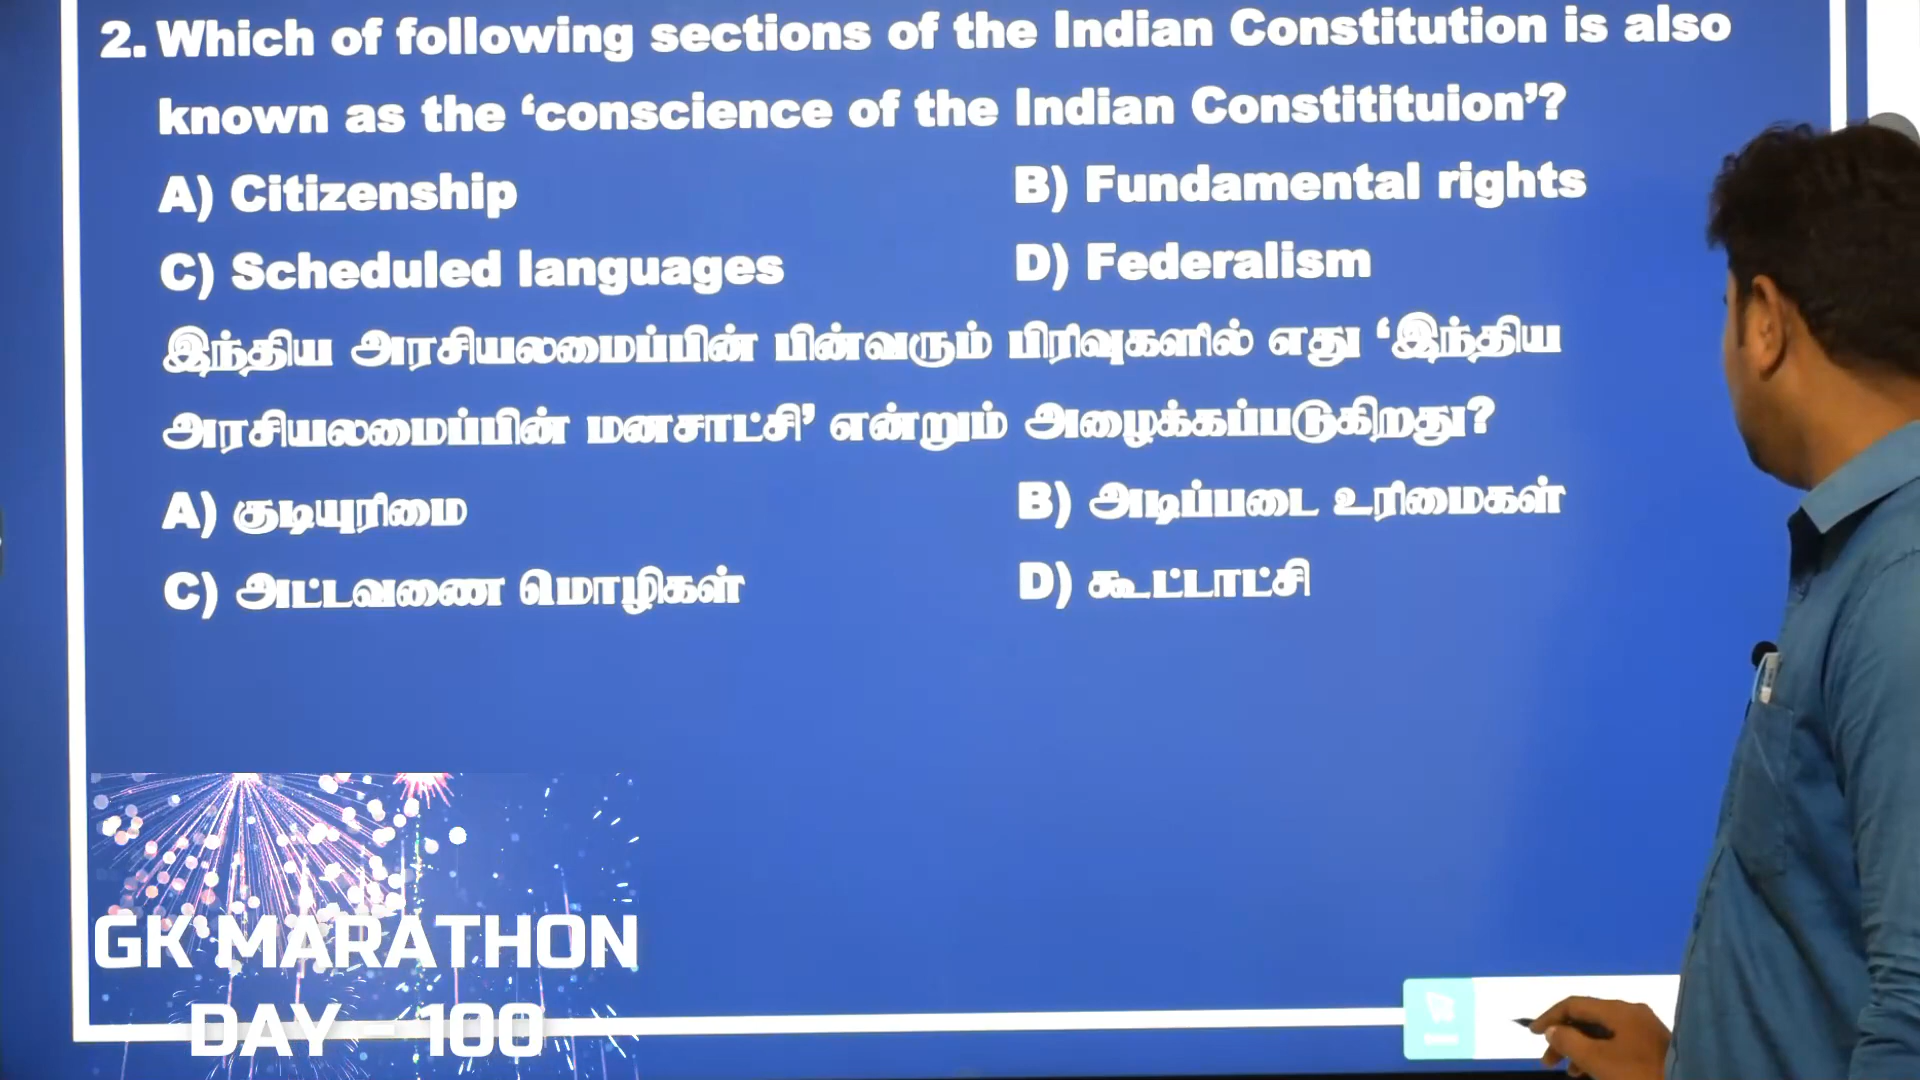 2. Which of following sections of the Indian Constitution is also
known as the ‘conscience of the Indian Constitituion’?
A) Citizenship
B) Fundamental rights
C) Scheduled languages
D) Federalism
இந்திய அரசியலமைப்பின் பின்வரும் பிரிவுகளில் எது ‘இந்திய
அரசியலமைப்பின் மனசாட்சி’ என்றும் அழைக்கப்படுகிறது?
A) குடியுரிமை
B) அடிப்படை உரிமைகள்
C) அட்டவணை மொழிகள்
D) கூட்டாட்சி
GK MARATHON
DAY - 100